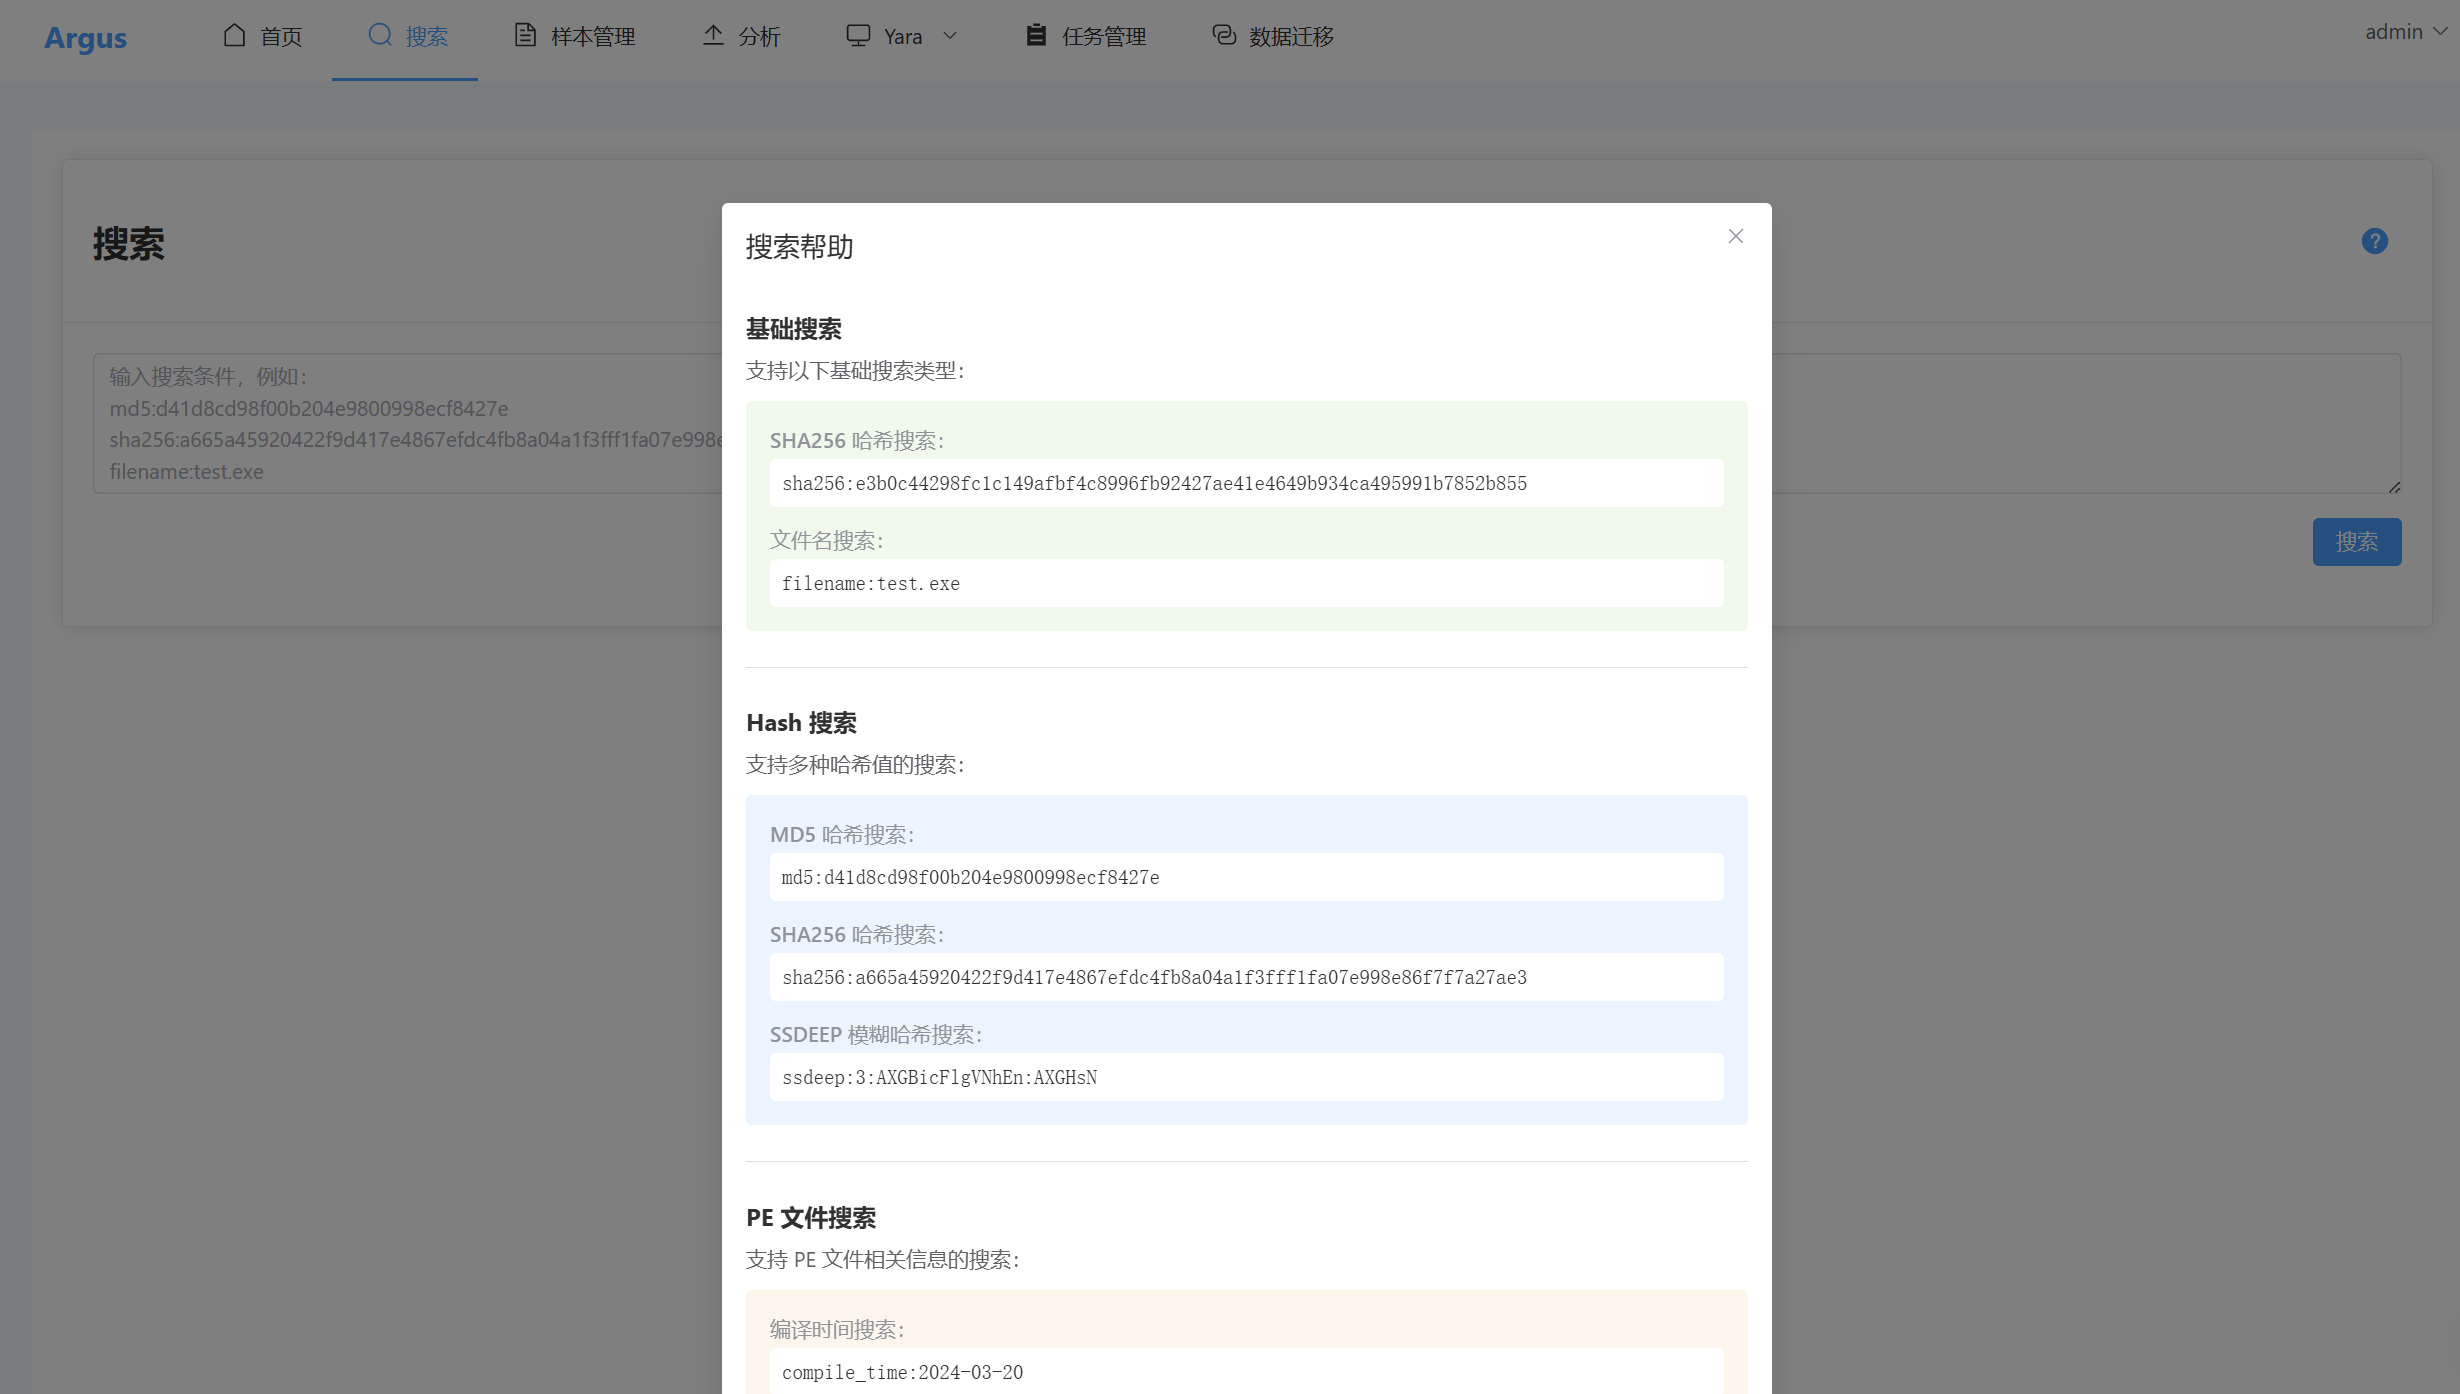 Argus
首页
搜索
样本管理
分析
Yara
任务管理
数据迁移
admin
搜索
?
输入搜索条件，例如：
md5:d41d8cd98f00b204e9800998ecf8427e
sha256:a665a45920422f9d417e4867efdc4fb8a04a1f3fff1fa07e998e
filename:test.exe
搜索
搜索帮助
基础搜索
支持以下基础搜索类型：
SHA256 哈希搜索：
sha256:e3b0c44298fc1c149afbf4c8996fb92427ae41e4649b934ca495991b7852b855
文件名搜索：
filename:test.exe
Hash 搜索
支持多种哈希值的搜索：
MD5 哈希搜索：
md5:d41d8cd98f00b204e9800998ecf8427e
SHA256 哈希搜索：
sha256:a665a45920422f9d417e4867efdc4fb8a04a1f3fff1fa07e998e86f7f7a27ae3
SSDEEP 模糊哈希搜索：
ssdeep:3:AXGBicFlgVNhEn:AXGHsN
PE 文件搜索
支持 PE 文件相关信息的搜索：
编译时间搜索：
compile_time:2024-03-20